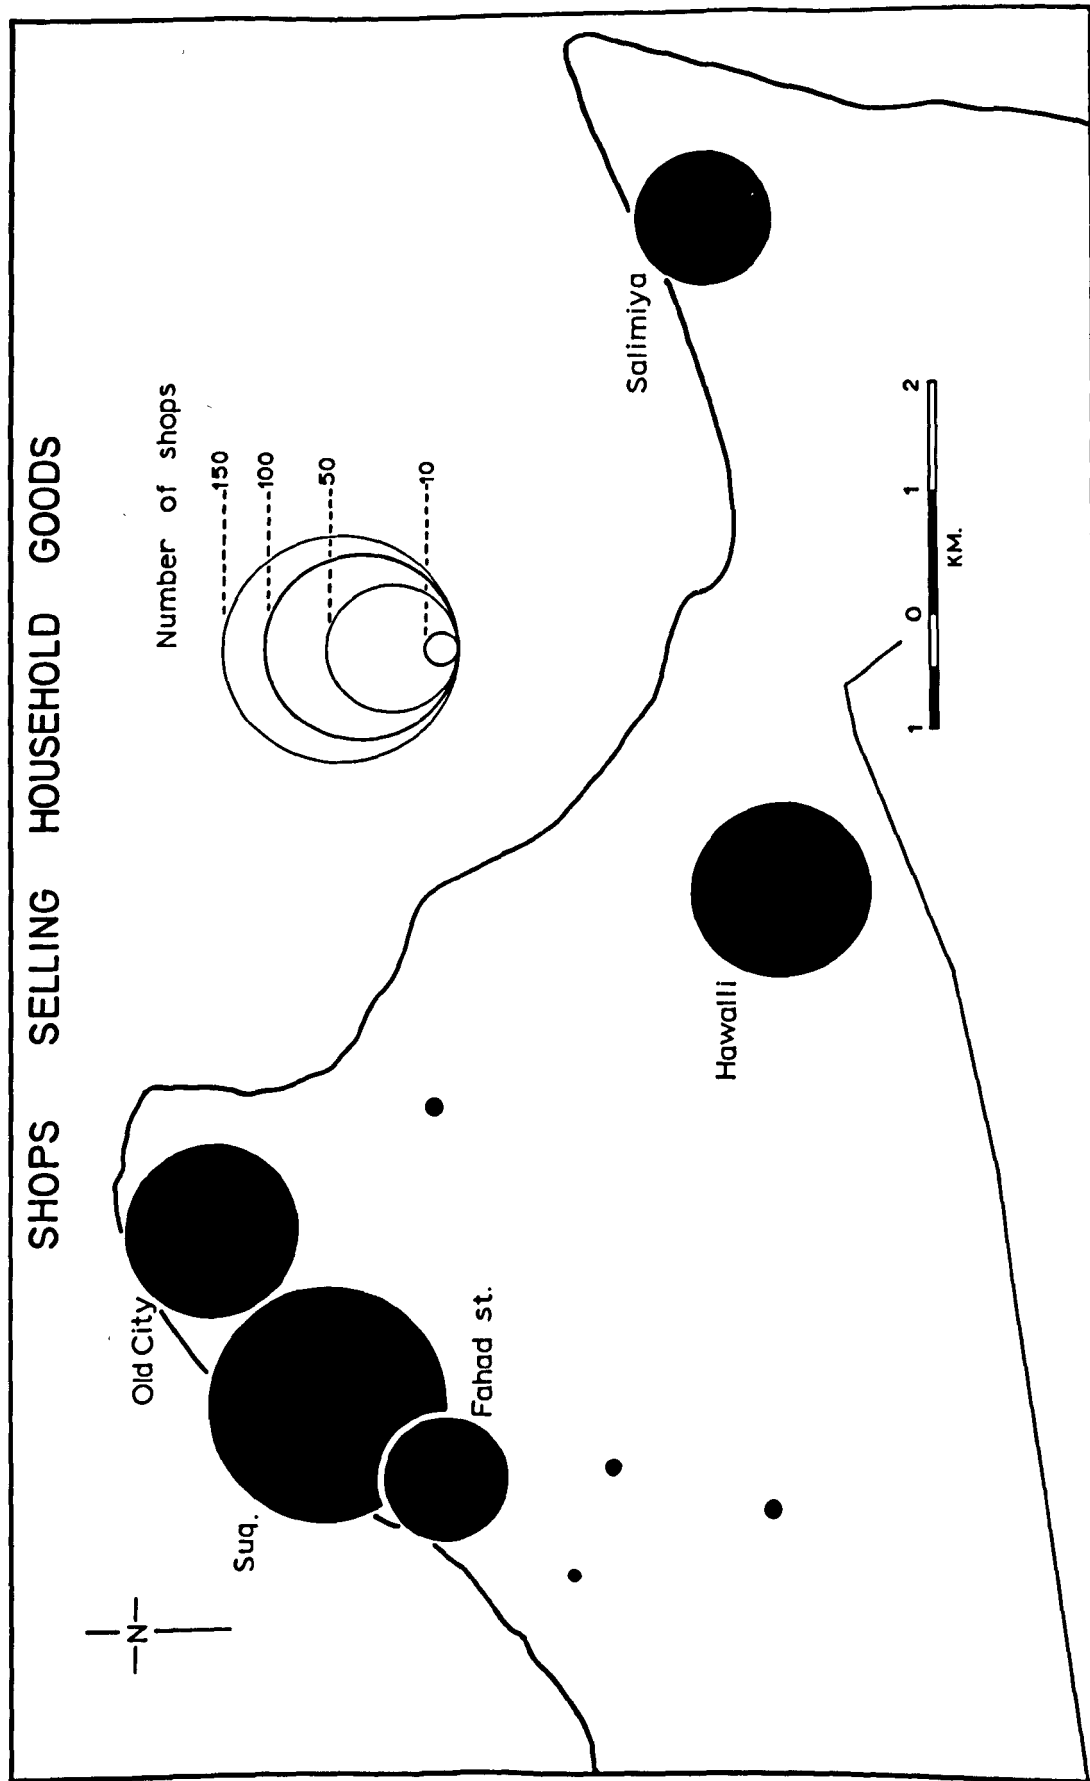 SHOPS SELLING HOUSEHOLD GOODS
Number of shops
150
100
50
10
N
Old City
Suq.
Fahad st.
Salimiya
Hawalli
1 0 1 2
KM.